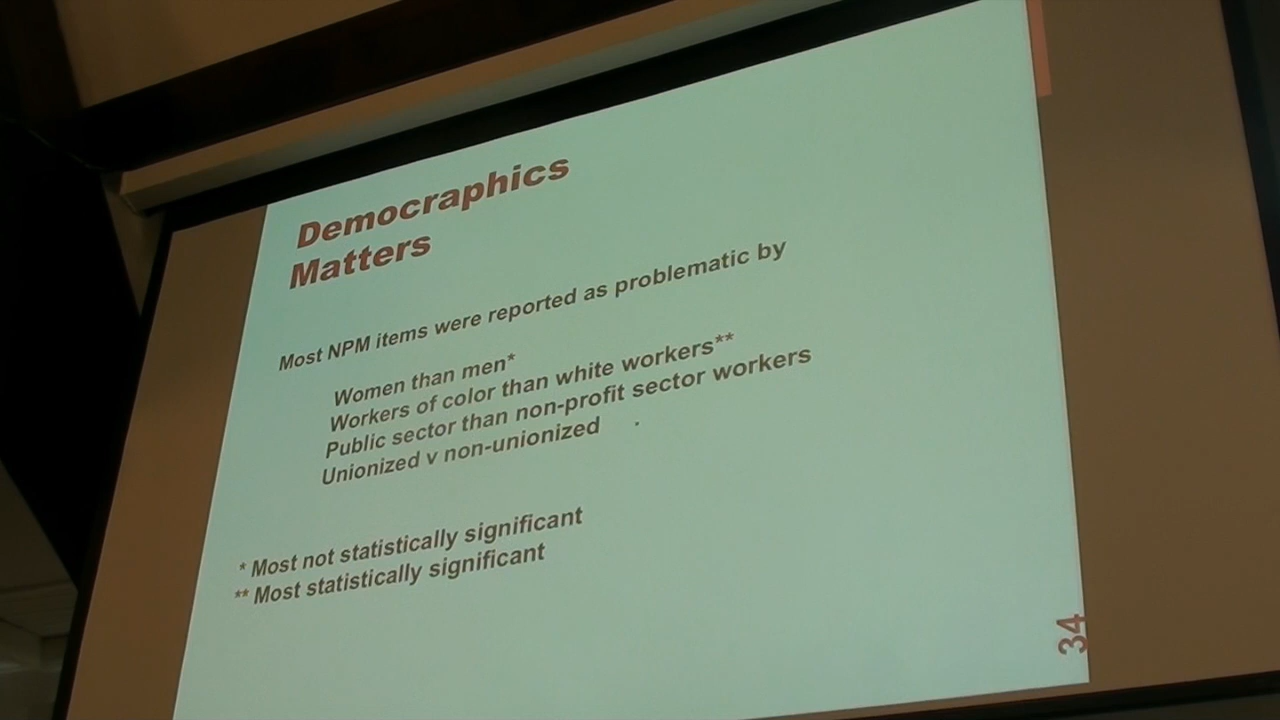 Democraphics
Matters
Most NPM items were reported as problematic by
Women than men*
Workers of color than white workers**
Public sector than non-profit sector workers
Unionized v non-unionized .
* Most not statistically significant
** Most statistically significant
34